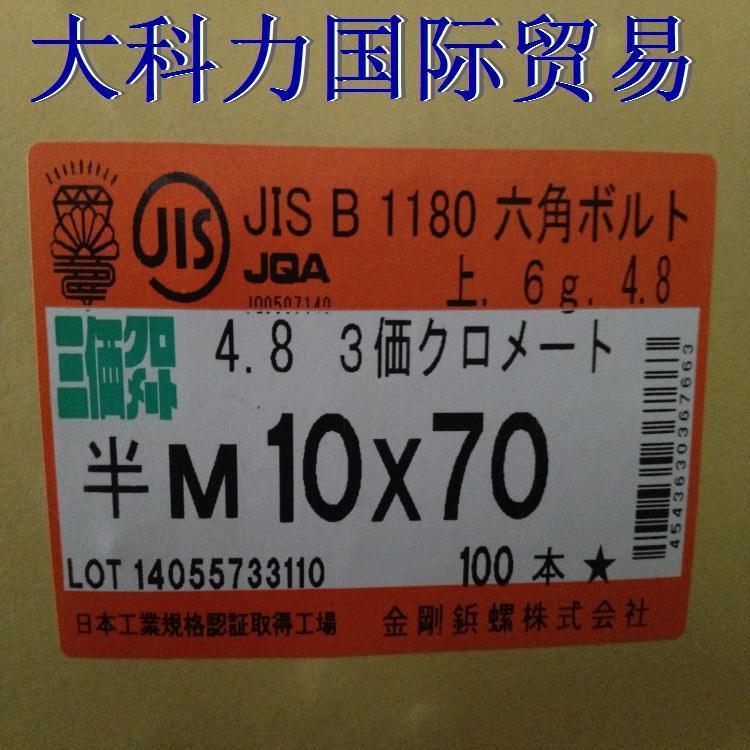 大科力国际贸易
JIS
JIS B 1180 六角ボルト
JQA
上. 6g. 4.8
JQ0507140
三価クロメート
4.8 3価クロメート
半 M10x70
4543630367663
LOT 14055733110
100 本 ★
日本工業規格認証取得工場
金剛鋲螺株式会社